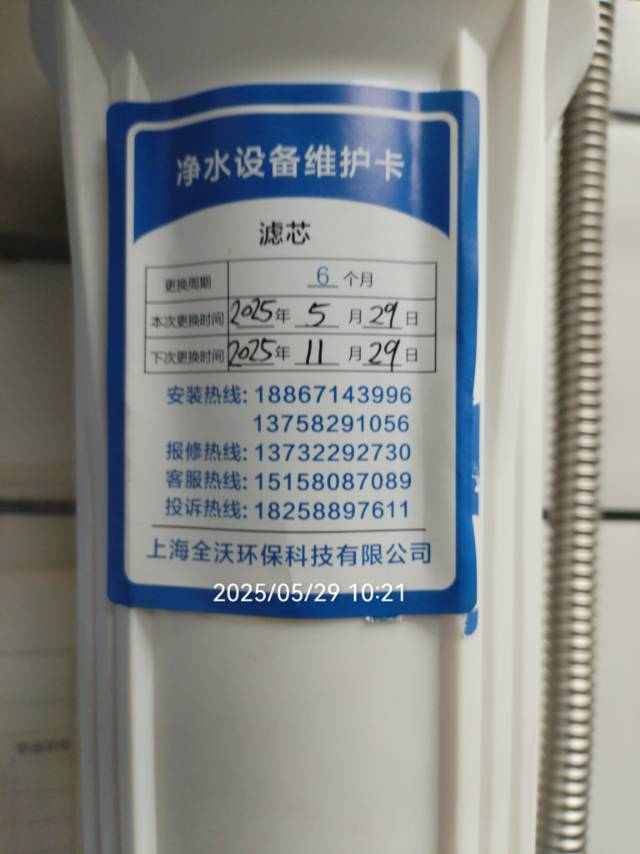 净水设备维护卡
滤芯
更换周期 6 个月
本次更换时间 2025年 5 月 29 日
下次更换时间 2025年 11 月 29 日
安装热线: 18867143996
13758291056
报修热线: 13732292730
客服热线: 15158087089
投诉热线: 18258897611
上海全沃环保科技有限公司
2025/05/29 10:21